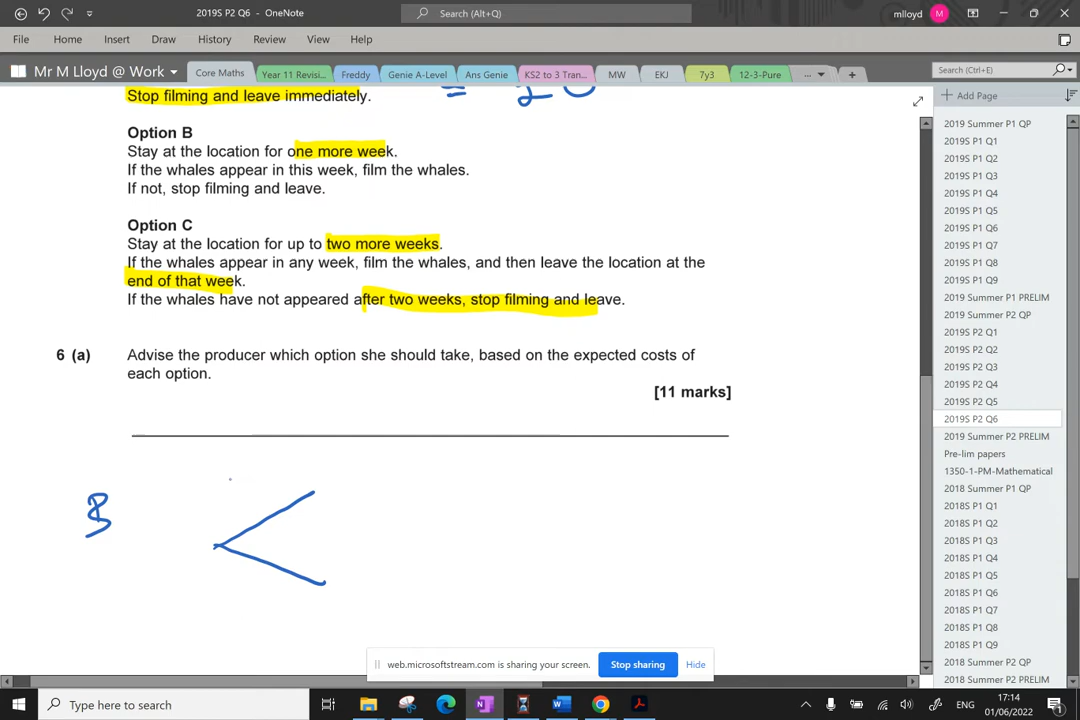 2019S P2 Q6 - OneNote
Search (Alt+Q)
mlloyd
M
File
Home
Insert
Draw
History
Review
View
Help
Mr M Lloyd @ Work
Core Maths
Year 11 Revisi...
Freddy
Genie A-Level
Ans Genie
KS2 to 3 Tran...
MW
EKJ
7y3
12-3-Pure
...
Search (Ctrl+E)
Stop filming and leave immediately.
Option B
Stay at the location for one more week.
If the whales appear in this week, film the whales.
If not, stop filming and leave.
Option C
Stay at the location for up to two more weeks.
If the whales appear in any week, film the whales, and then leave the location at the
end of that week.
If the whales have not appeared after two weeks, stop filming and leave.
6 (a) Advise the producer which option she should take, based on the expected costs of
each option.
[11 marks]
B
Add Page
2019 Summer P1 QP
2019S P1 Q1
2019S P1 Q2
2019S P1 Q3
2019S P1 Q4
2019S P1 Q5
2019S P1 Q6
2019S P1 Q7
2019S P1 Q8
2019S P1 Q9
2019 Summer P1 PRELIM
2019 Summer P2 QP
2019S P2 Q1
2019S P2 Q2
2019S P2 Q3
2019S P2 Q4
2019S P2 Q5
2019S P2 Q6
2019 Summer P2 PRELIM
Pre-lim papers
1350-1-PM-Mathematical
2018 Summer P1 QP
2018S P1 Q1
2018S P1 Q2
2018S P1 Q3
2018S P1 Q4
2018S P1 Q5
2018S P1 Q6
2018S P1 Q7
2018S P1 Q8
2018S P1 Q9
2018 Summer P2 QP
2018 Summer P2 PRELIM
web.microsoftstream.com is sharing your screen.
Stop sharing
Hide
Type here to search
ENG
17:14
01/06/2022